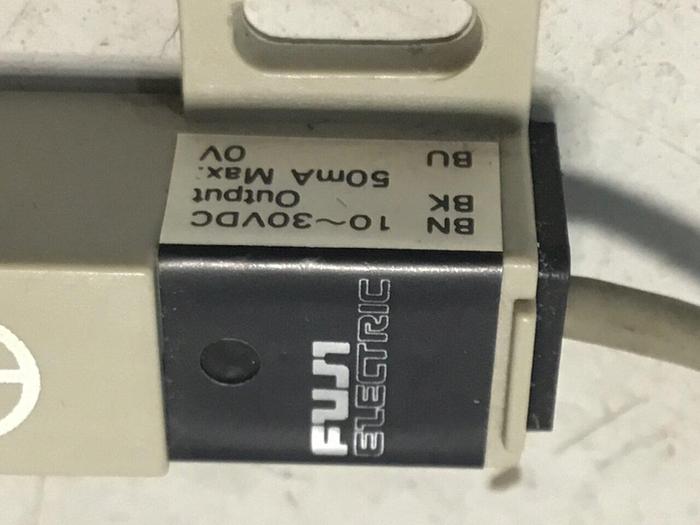 BN 10~30VDC
BK Output
50mA Max.
BU 0V
FUJI
ELECTRIC